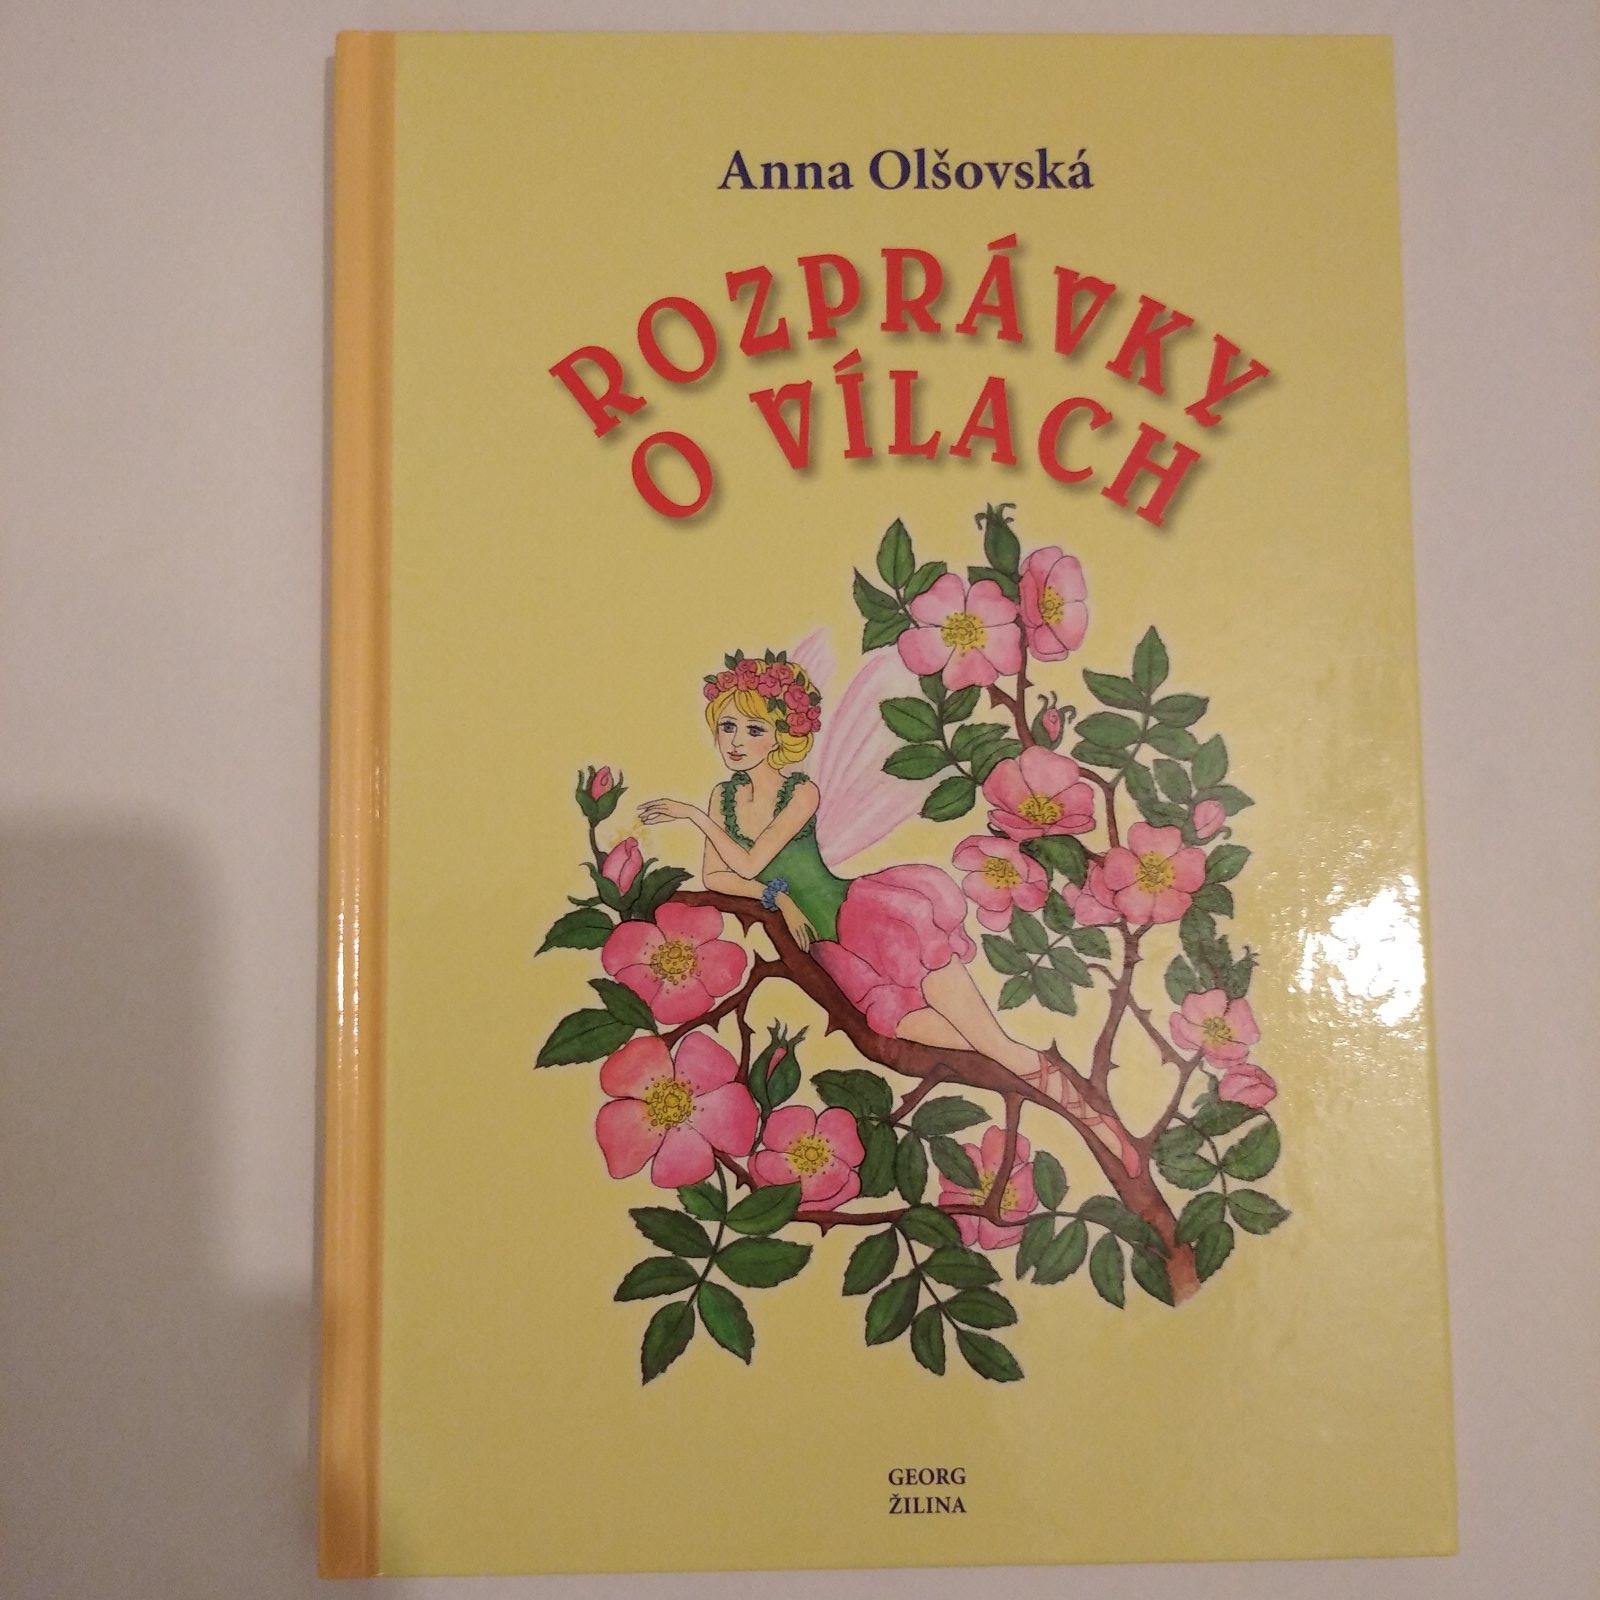 Anna Olšovská
ROZPRÁVKY
O VÍLACH
GEORG
ŽILINA